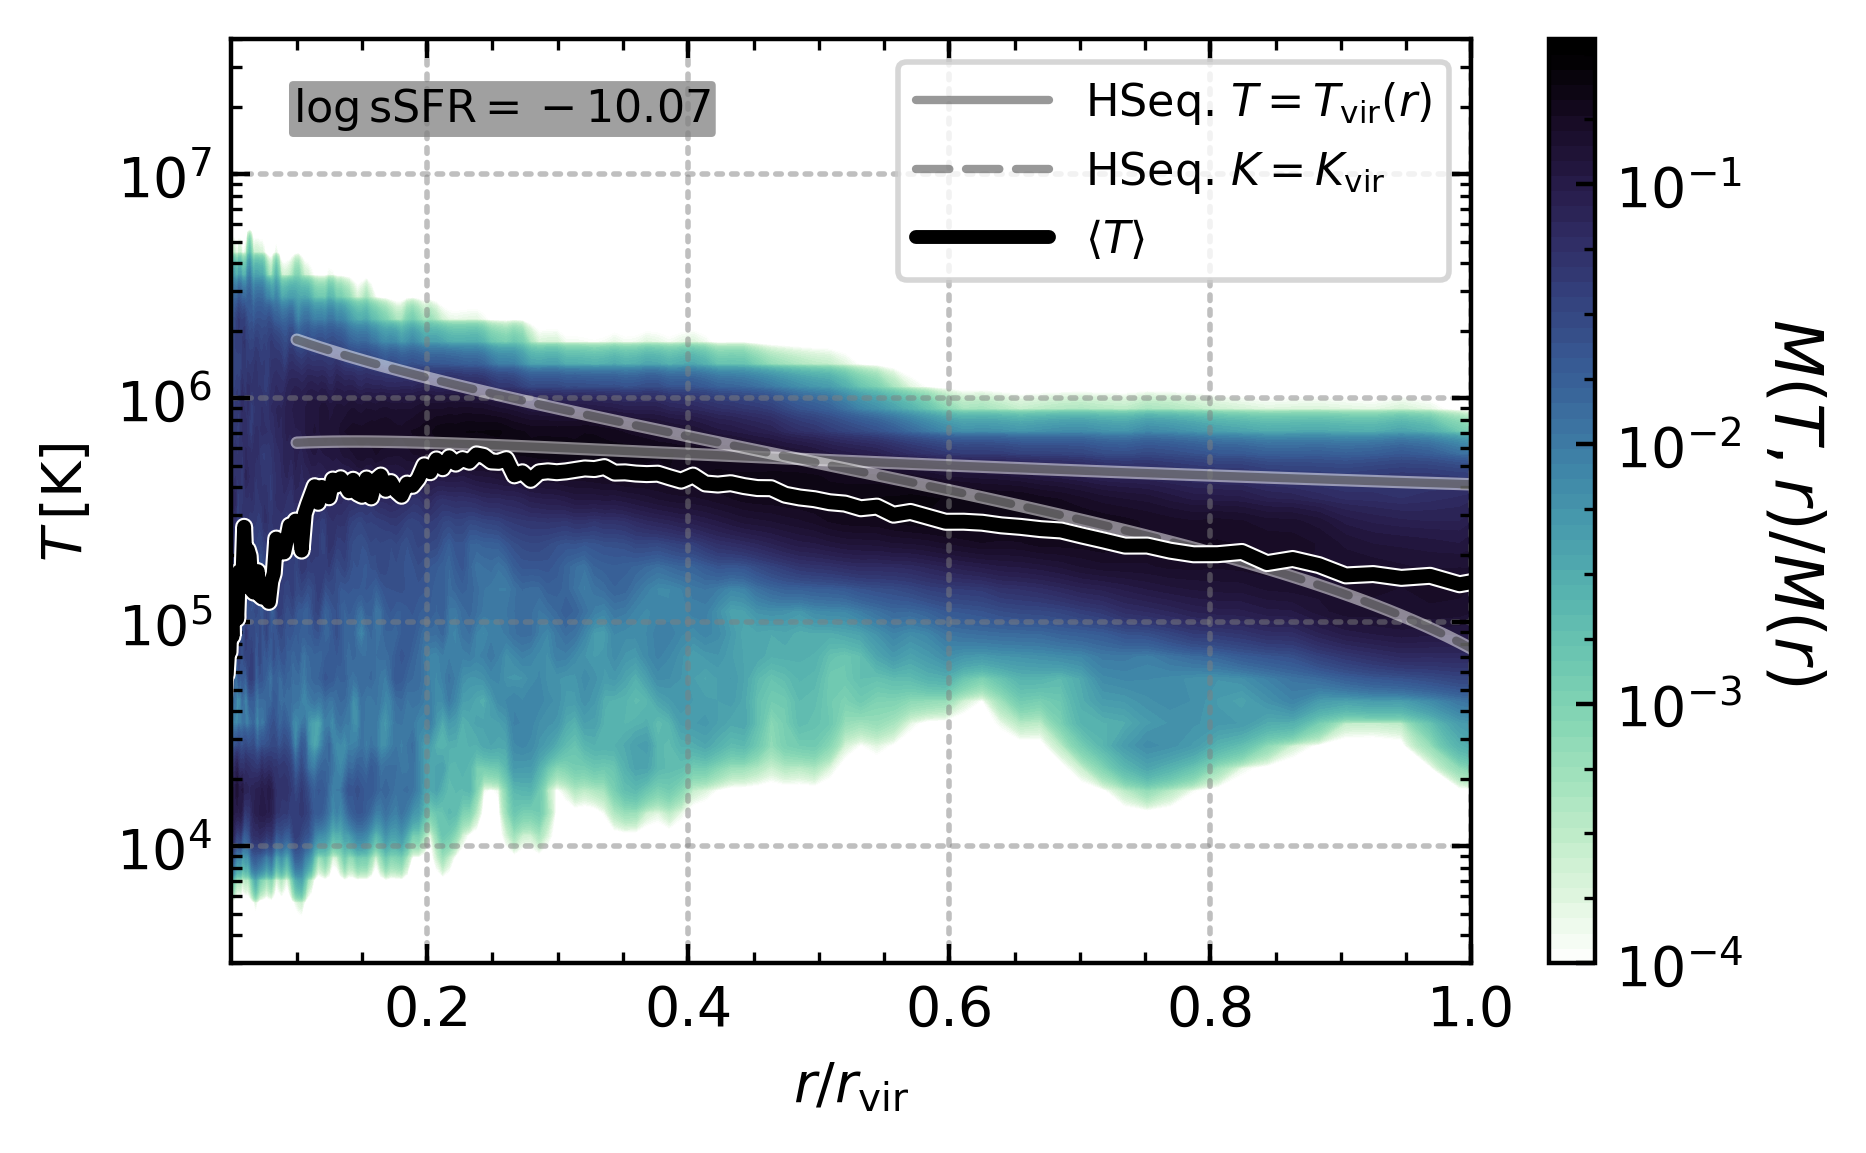 log sSFR = −10.07
HSeq. T = T_vir(r)
HSeq. K = K_vir
⟨T⟩
T [K]
10^7
10^6
10^5
10^4
0.2 0.4 0.6 0.8 1.0
r/r_vir
10^−1
10^−2
10^−3
10^−4
M(T, r)/M(r)